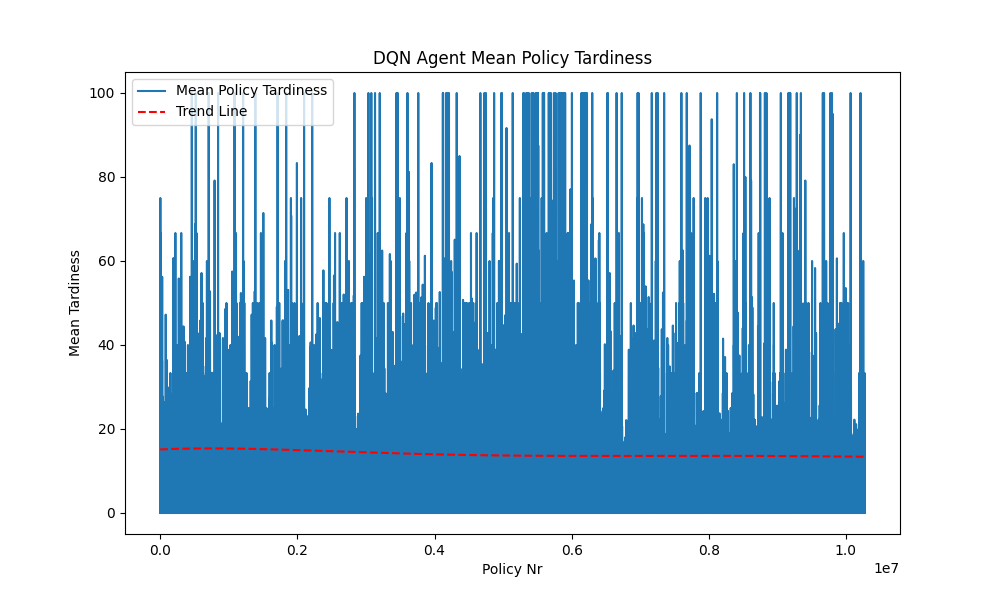 DQN Agent Mean Policy Tardiness
Mean Policy Tardiness
Trend Line
100
80
60
40
20
0
Mean Tardiness
0.0 0.2 0.4 0.6 0.8 1.0
1e7
Policy Nr